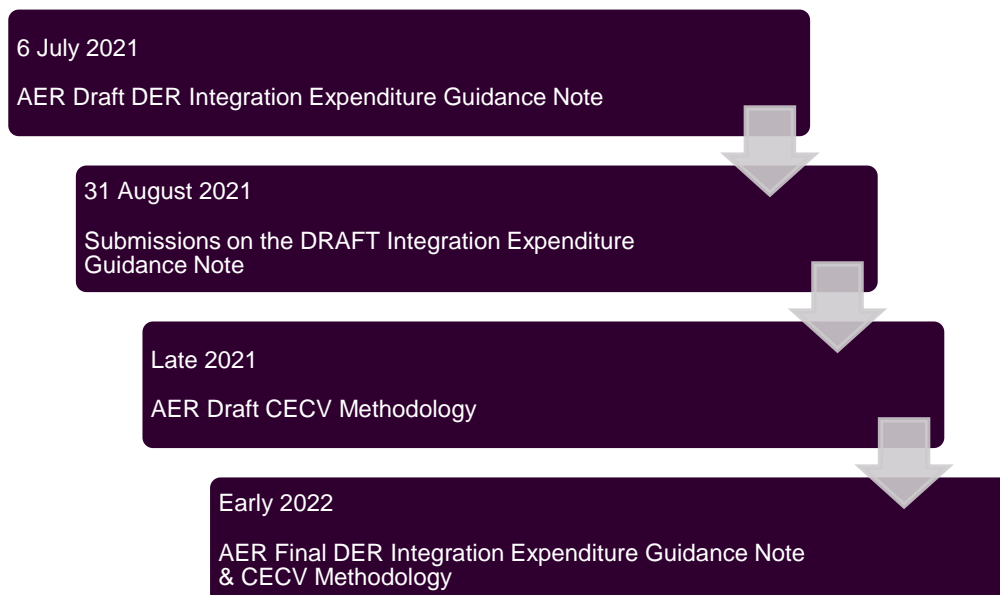 6 July 2021
AER Draft DER Integration Expenditure Guidance Note
31 August 2021
Submissions on the DRAFT Integration Expenditure
Guidance Note
Late 2021
AER Draft CECV Methodology
Early 2022
AER Final DER Integration Expenditure Guidance Note
& CECV Methodology